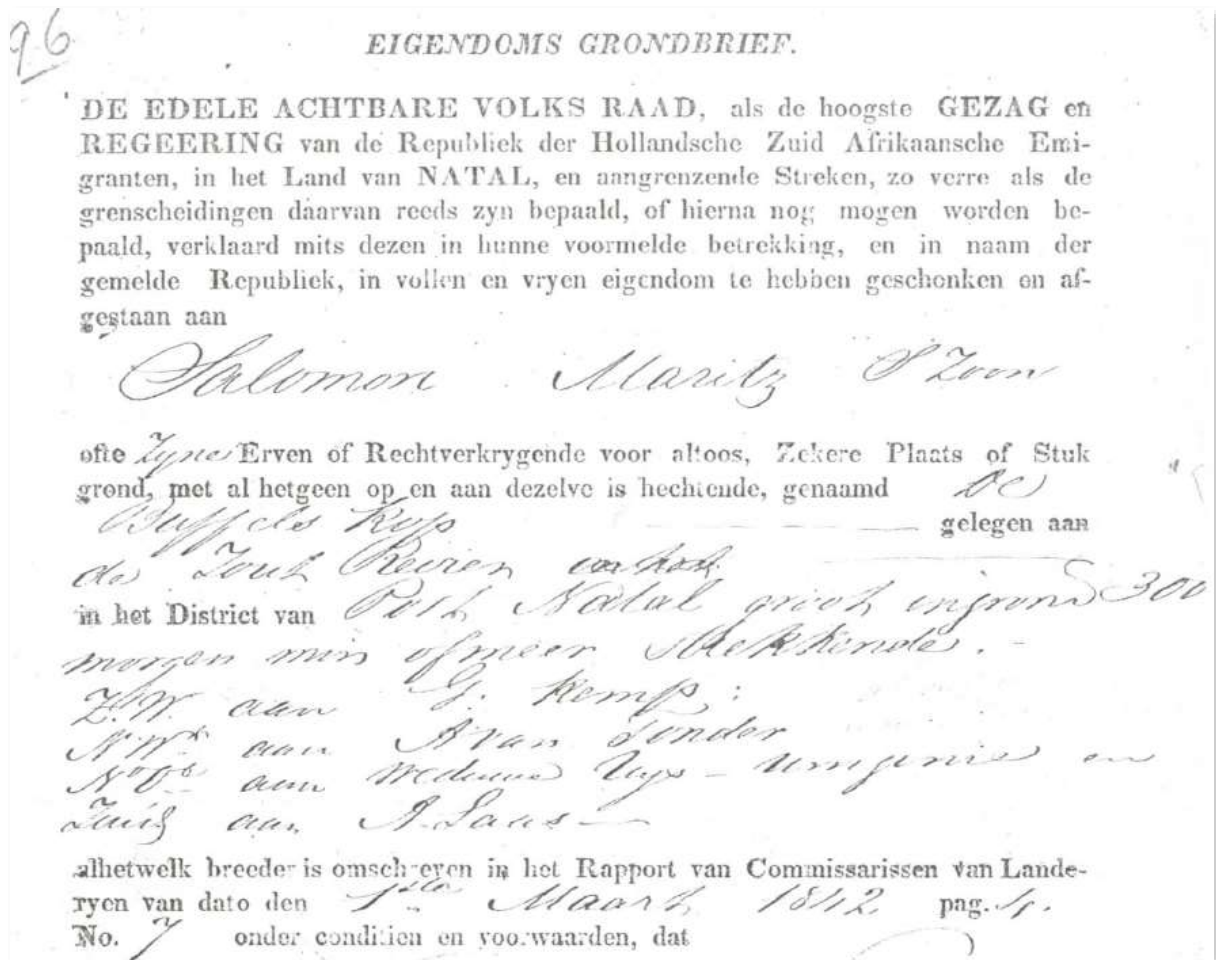 96
EIGENDOMS GRONDBRIEF.
DE EDELE ACHTBARE VOLKS RAAD, als de hoogste GEZAG en
REGEERING van de Republiek der Hollandsche Zuid Afrikaansche Emi-
granten, in het Land van NATAL, en aangrenzende Streken, zo verre als de
grenscheidingen daarvan reeds zyn bepaald, of hierna nog mogen worden be-
paald, verklaard mits dezen in hunne voormelde betrekking, en in naam der
gemelde Republiek, in vollen en vryen eigendom te hebben geschonken en af-
gestaan aan
Salomon Maritz S Zoon
ofte Zyne Erven of Rechtverkrygende voor altoos, Zekere Plaats of Stuk
grond, met al hetgeen op en aan dezelve is hechtende, genaamd De
Buffels Kop gelegen aan
de Zout
in het District van Port Natal groot 300
morgen min of meer Strekkende.
Z.W. aan G. Kemp:
N.W. aan A van Tonder
aan Weduwe Uys - Umgenie en
Zuid aan
alhetwelk breeder is omschreven in het Rapport van Commissarissen van Lande-
ryen van dato den 1ste Maart 1842 pag. 4.
No. 7 onder conditien en voorwaarden, dat